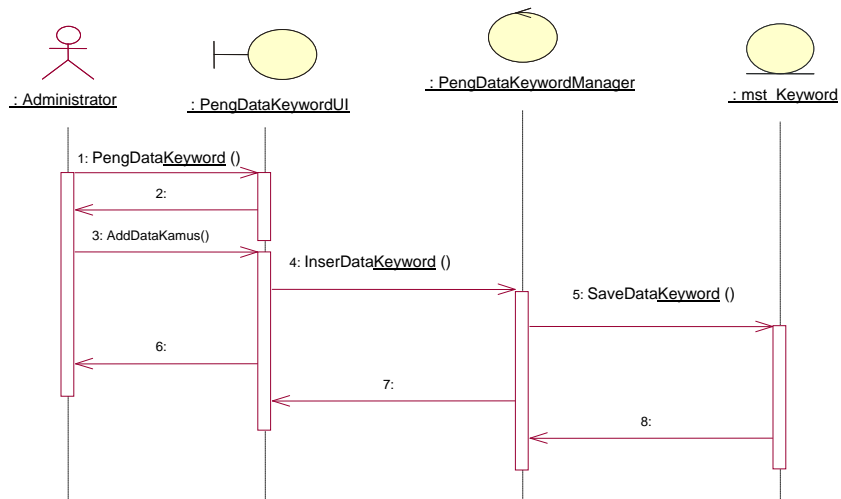 : Administrator
: PengDataKeywordUI
: PengDataKeywordManager
: mst_Keyword
1: PengDataKeyword ()
2:
3: AddDataKamus()
4: InserDataKeyword ()
5: SaveDataKeyword ()
6:
7:
8: